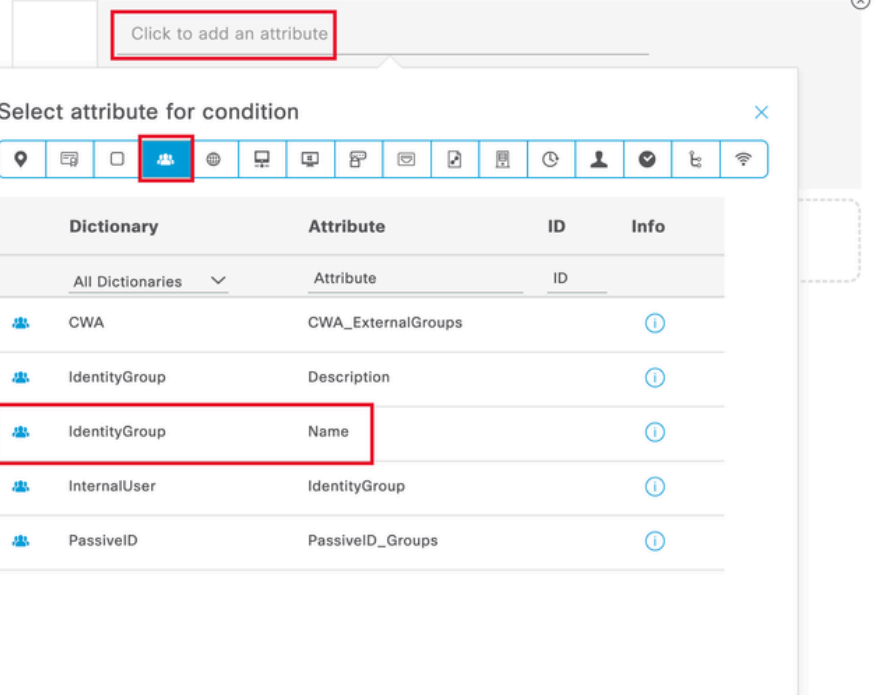 Click to add an attribute
Select attribute for condition
Dictionary Attribute ID Info
All Dictionaries Attribute ID
CWA CWA_ExternalGroups
IdentityGroup Description
IdentityGroup Name
InternalUser IdentityGroup
PassiveID PassiveID_Groups